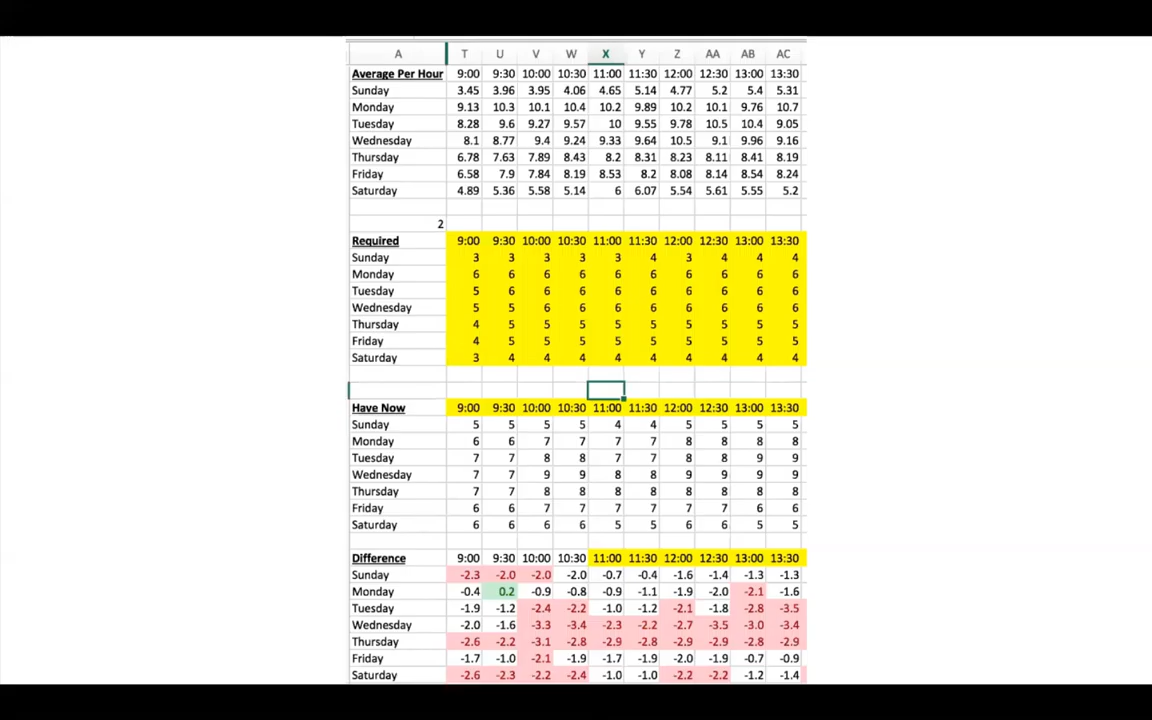 A T U V W X Y Z AA AB AC
Average Per Hour 9:00 9:30 10:00 10:30 11:00 11:30 12:00 12:30 13:00 13:30
Sunday 3.45 3.96 3.95 4.06 4.65 5.14 4.77 5.2 5.4 5.31
Monday 9.13 10.3 10.1 10.4 10.2 9.89 10.2 10.1 9.76 10.7
Tuesday 8.28 9.6 9.27 9.57 10 9.55 9.78 10.5 10.4 9.05
Wednesday 8.1 8.77 9.4 9.24 9.33 9.64 10.5 9.1 9.96 9.16
Thursday 6.78 7.63 7.89 8.43 8.2 8.31 8.23 8.11 8.41 8.19
Friday 6.58 7.9 7.84 8.19 8.53 8.2 8.08 8.14 8.54 8.24
Saturday 4.89 5.36 5.58 5.14 6 6.07 5.54 5.61 5.55 5.2
2
Required 9:00 9:30 10:00 10:30 11:00 11:30 12:00 12:30 13:00 13:30
Sunday 3 3 3 3 3 4 3 4 4 4
Monday 6 6 6 6 6 6 6 6 6 6
Tuesday 5 6 6 6 6 6 6 6 6 6
Wednesday 5 5 6 6 6 6 6 6 6 6
Thursday 4 5 5 5 5 5 5 5 5 5
Friday 4 5 5 5 5 5 5 5 5 5
Saturday 3 4 4 4 4 4 4 4 4 4
Have Now 9:00 9:30 10:00 10:30 11:00 11:30 12:00 12:30 13:00 13:30
Sunday 5 5 5 5 4 4 5 5 5 5
Monday 6 6 7 7 7 7 8 8 8 8
Tuesday 7 7 8 8 7 7 8 8 9 9
Wednesday 7 7 9 9 8 8 9 9 9 9
Thursday 7 7 8 8 8 8 8 8 8 8
Friday 6 6 7 7 7 7 7 7 6 6
Saturday 6 6 6 6 5 5 6 6 5 5
Difference 9:00 9:30 10:00 10:30 11:00 11:30 12:00 12:30 13:00 13:30
Sunday -2.3 -2.0 -2.0 -2.0 -0.7 -0.4 -1.6 -1.4 -1.3 -1.3
Monday -0.4 0.2 -0.9 -0.8 -0.9 -1.1 -1.9 -2.0 -2.1 -1.6
Tuesday -1.9 -1.2 -2.4 -2.2 -1.0 -1.2 -2.1 -1.8 -2.8 -3.5
Wednesday -2.0 -1.6 -3.3 -3.4 -2.3 -2.2 -2.7 -3.5 -3.0 -3.4
Thursday -2.6 -2.2 -3.1 -2.8 -2.9 -2.8 -2.9 -2.9 -2.8 -2.9
Friday -1.7 -1.0 -2.1 -1.9 -1.7 -1.9 -2.0 -1.9 -0.7 -0.9
Saturday -2.6 -2.3 -2.2 -2.4 -1.0 -1.0 -2.2 -2.2 -1.2 -1.4